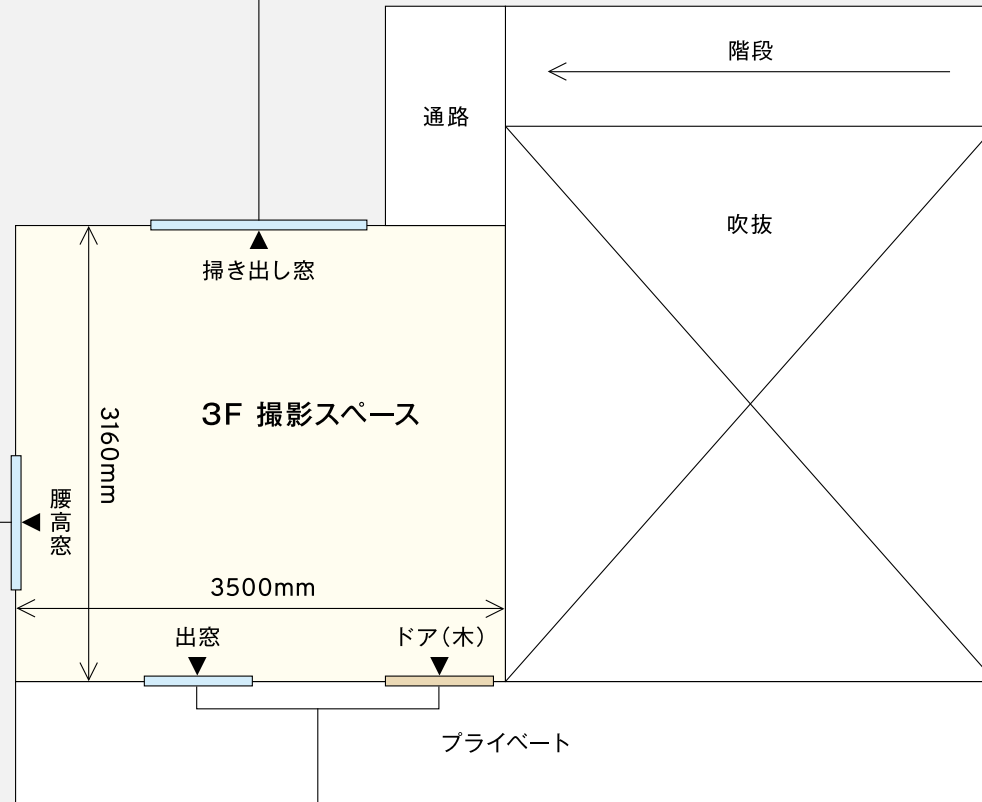 階段
通路
吹抜
掃き出し窓
3F 撮影スペース
3160mm
腰高窓
3500mm
出窓
ドア(木)
プライベート